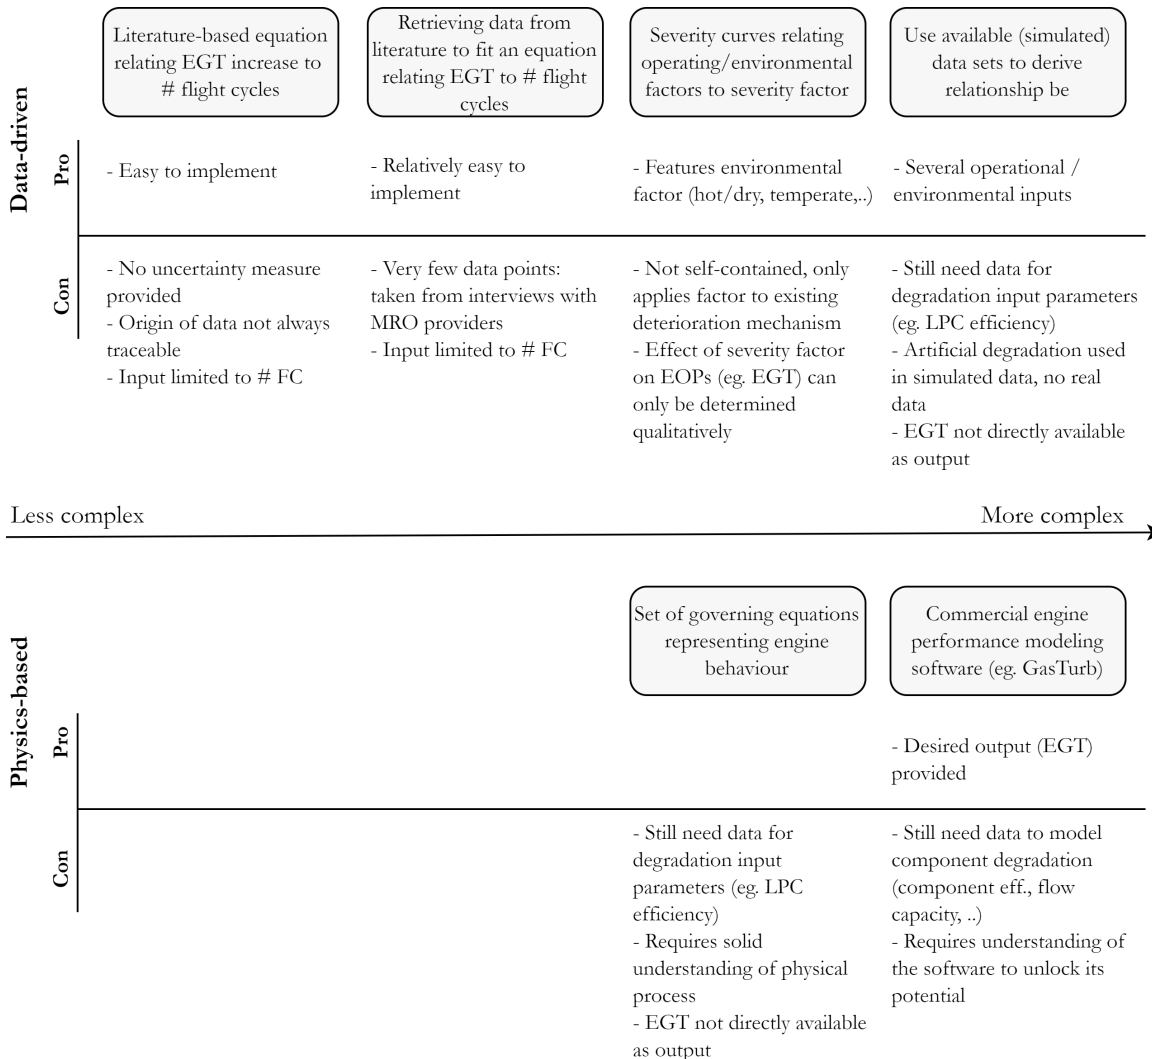 Data-driven
Literature-based equation
relating EGT increase to
# flight cycles
Retrieving data from
literature to fit an equation
relating EGT to # flight
cycles
Severity curves relating
operating/environmental
factors to severity factor
Use available (simulated)
data sets to derive
relationship be
Pro
- Easy to implement
- Relatively easy to
implement
- Features environmental
factor (hot/dry, temperate,..)
- Several operational /
environmental inputs
Con
- No uncertainty measure
provided
- Origin of data not always
traceable
- Input limited to # FC
- Very few data points:
taken from interviews with
MRO providers
- Input limited to # FC
- Not self-contained, only
applies factor to existing
deterioration mechanism
- Effect of severity factor
on EOPs (eg. EGT) can
only be determined
qualitatively
- Still need data for
degradation input parameters
(eg. LPC efficiency)
- Artificial degradation used
in simulated data, no real
data
- EGT not directly available
as output
Less complex
More complex
Physics-based
Set of governing equations
representing engine
behaviour
Commercial engine
performance modeling
software (eg. GasTurb)
Pro
- Desired output (EGT)
provided
Con
- Still need data for
degradation input
parameters (eg. LPC
efficiency)
- Requires solid
understanding of physical
process
- EGT not directly available
as output
- Still need data to model
component degradation
(component eff., flow
capacity, ..)
- Requires understanding of
the software to unlock its
potential